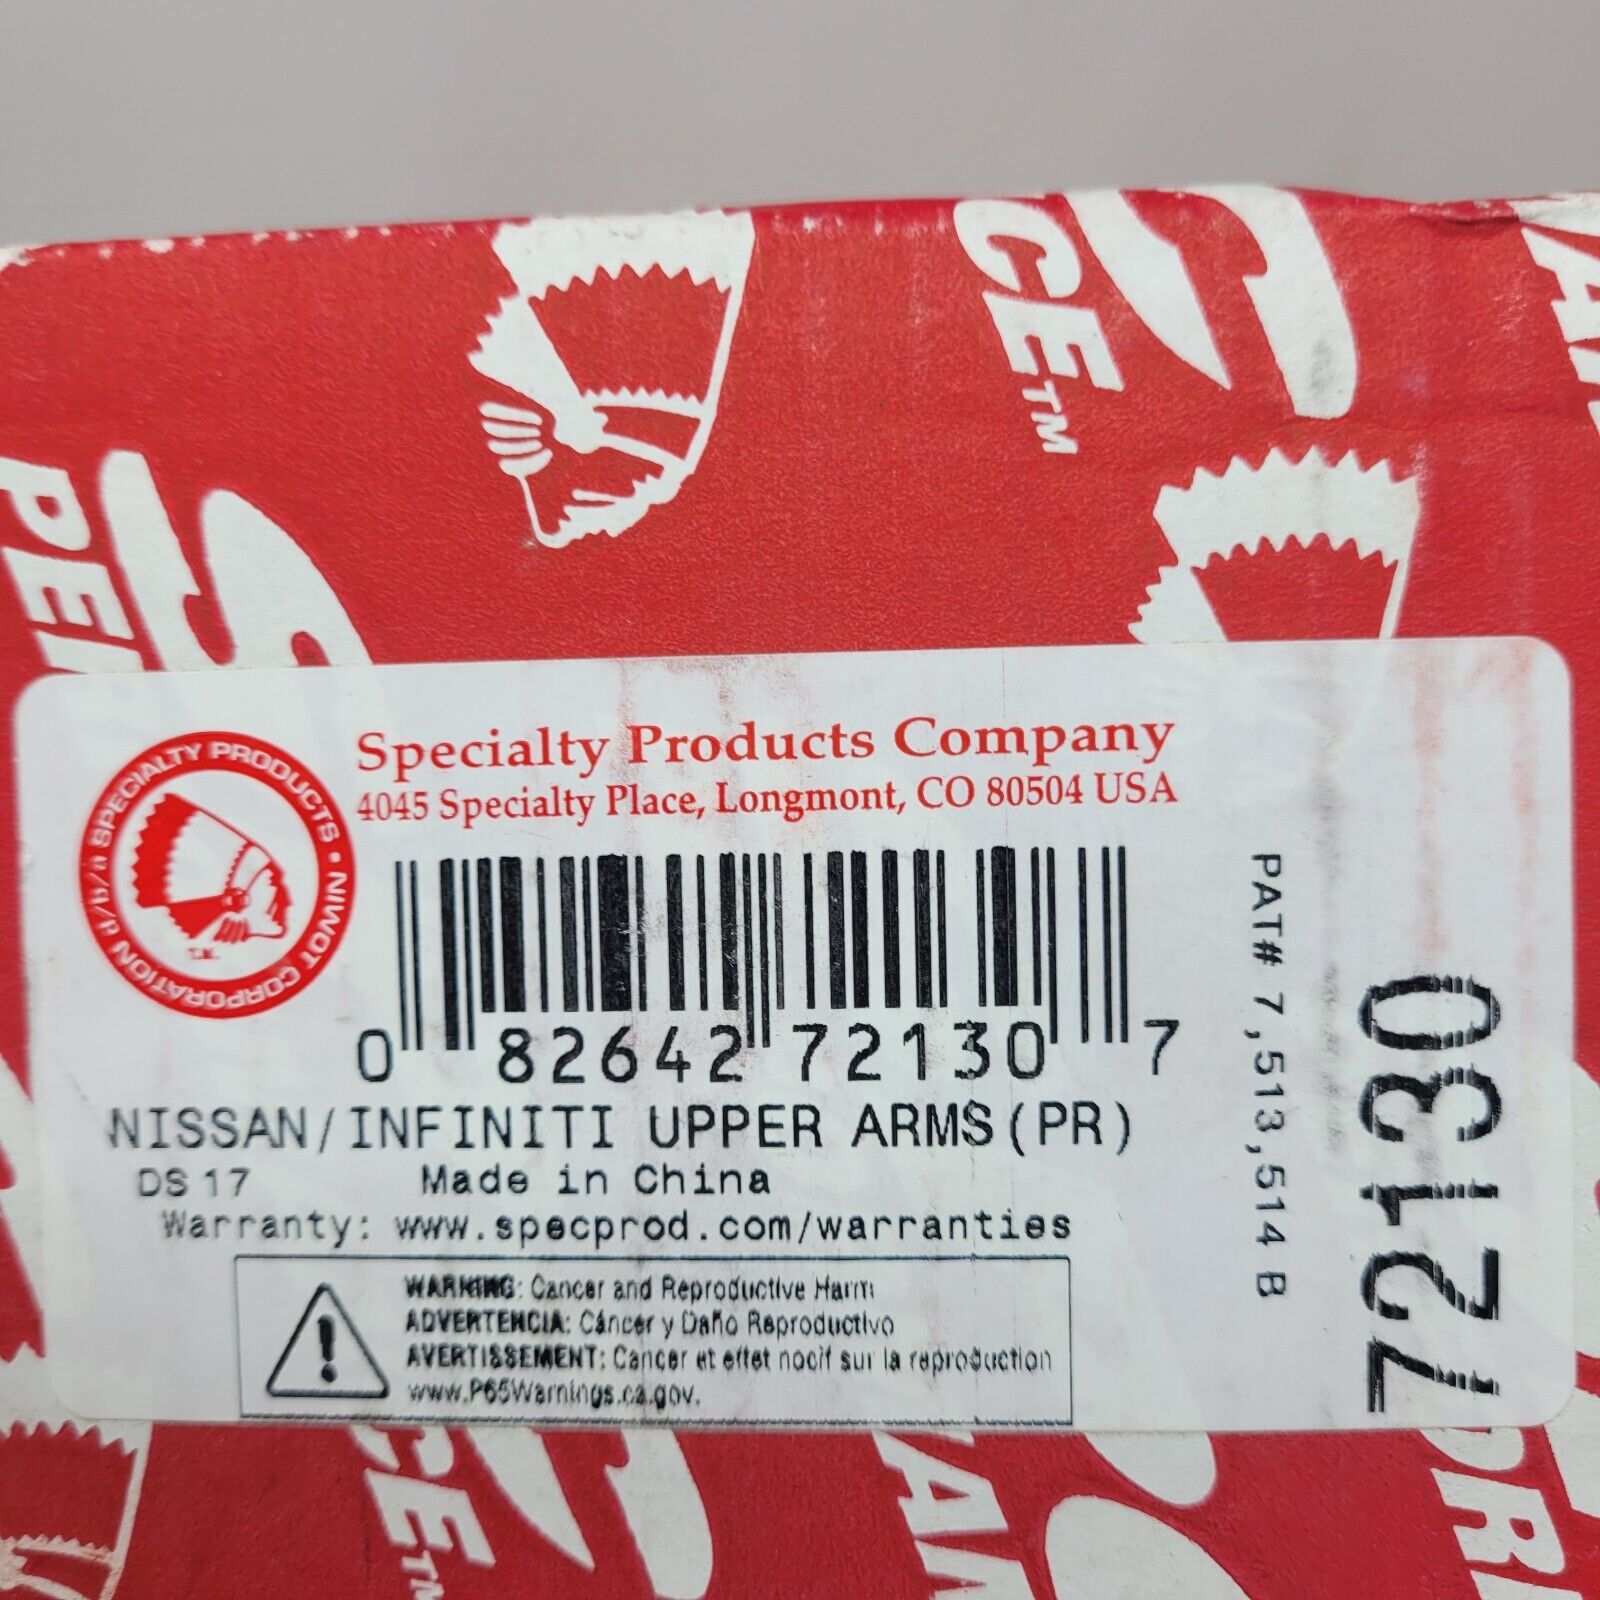 CE™
PE
SPECIALTY PRODUCTS • NIWOT CORPORATION R/B/a
T.M.
Specialty Products Company
4045 Specialty Place, Longmont, CO 80504 USA
0 82642 72130 7
NISSAN/INFINITI UPPER ARMS(PR)
DS 17 Made in China
Warranty: www.specprod.com/warranties
WARNING: Cancer and Reproductive Harm
ADVERTENCIA: Cáncer y Daño Reproductivo
AVERTISSEMENT: Cancer et effet nocif sur la reproduction
www.P65Warnings.ca.gov.
PAT# 7,513,514 B
72130
CE™